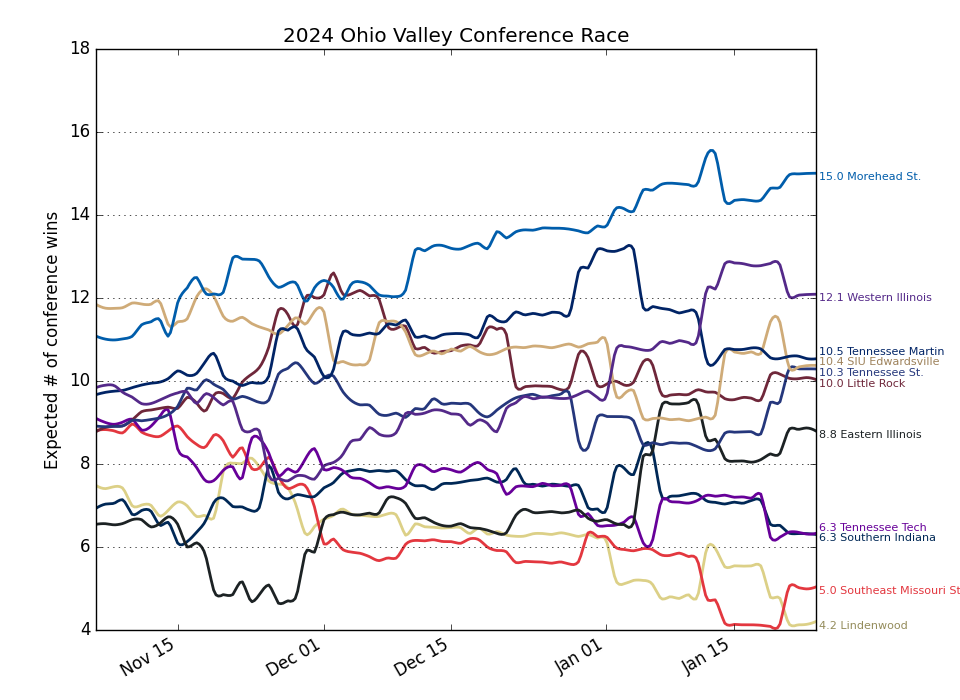 2024 Ohio Valley Conference Race
Expected # of conference wins
18
16
14
12
10
8
6
4
Nov 15
Dec 01
Dec 15
Jan 01
Jan 15
15.0 Morehead St.
12.1 Western Illinois
10.5 Tennessee Martin
10.4 SIU Edwardsville
10.3 Tennessee St.
10.0 Little Rock
8.8 Eastern Illinois
6.3 Tennessee Tech
6.3 Southern Indiana
5.0 Southeast Missouri St
4.2 Lindenwood